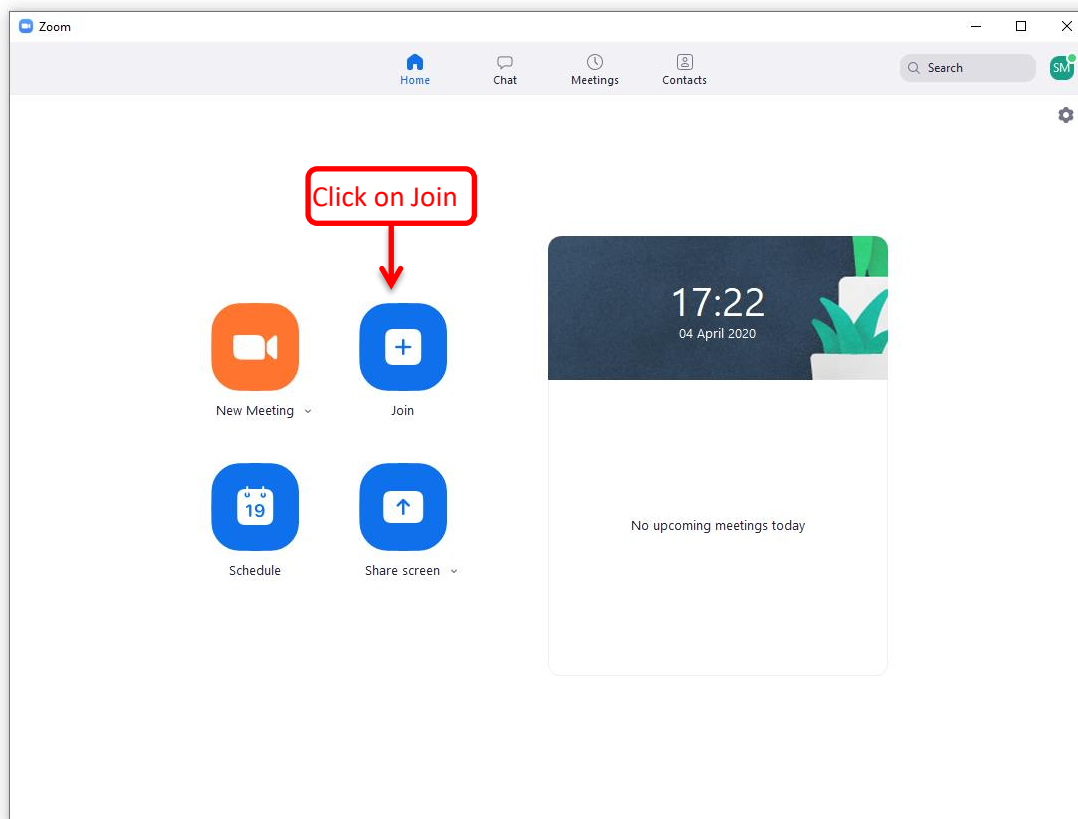 Zoom
Home
Chat
Meetings
Contacts
Search
SM
Click on Join
17:22
04 April 2020
New Meeting
Join
19
Schedule
Share screen
No upcoming meetings today